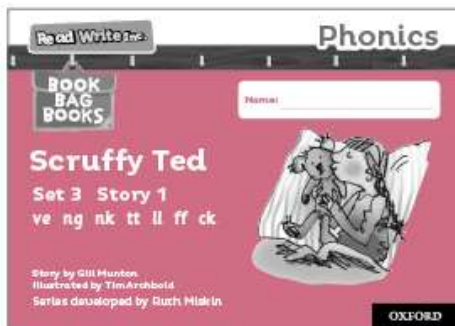 Read Write Inc.
Phonics
BOOK
BAG
BOOKS
Name:
Scruffy Ted
Set 3 Story 1
ve ng nk tt ll ff ck
Story by Gill Munton
Illustrated by Tim Archbold
Series developed by Ruth Miskin
OXFORD